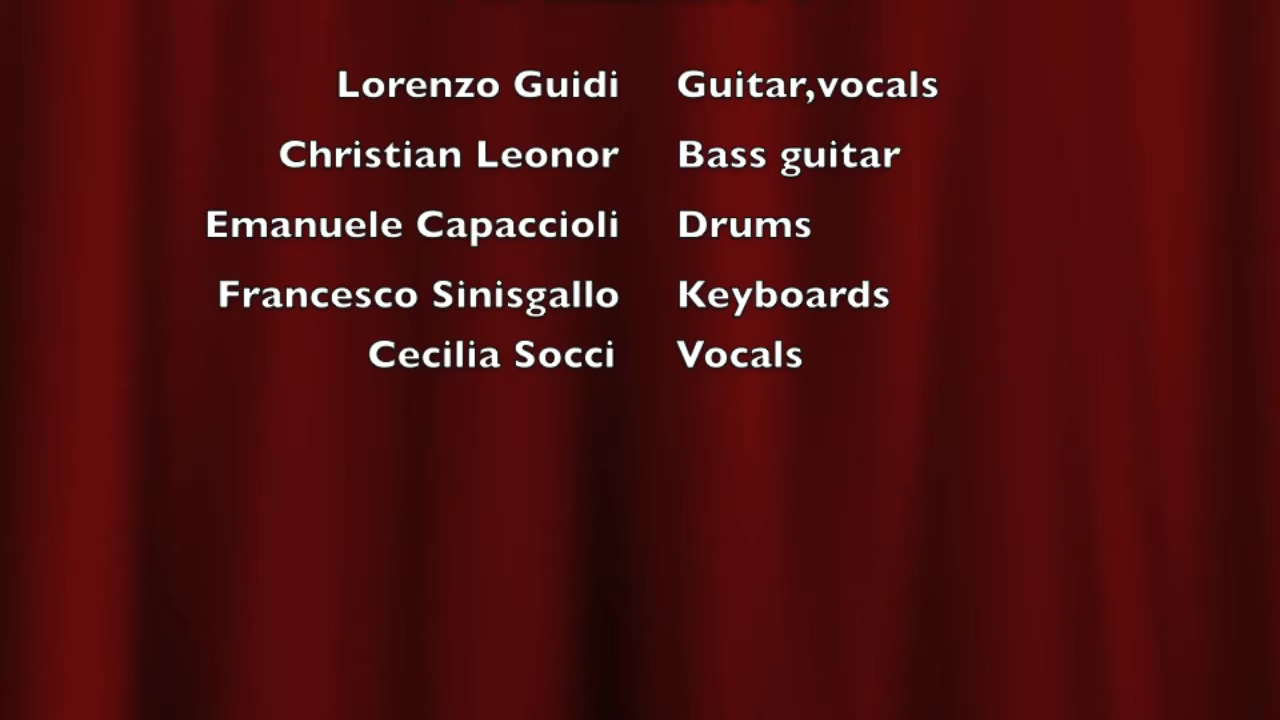 Lorenzo Guidi Guitar,vocals
Christian Leonor Bass guitar
Emanuele Capaccioli Drums
Francesco Sinisgallo Keyboards
Cecilia Socci Vocals